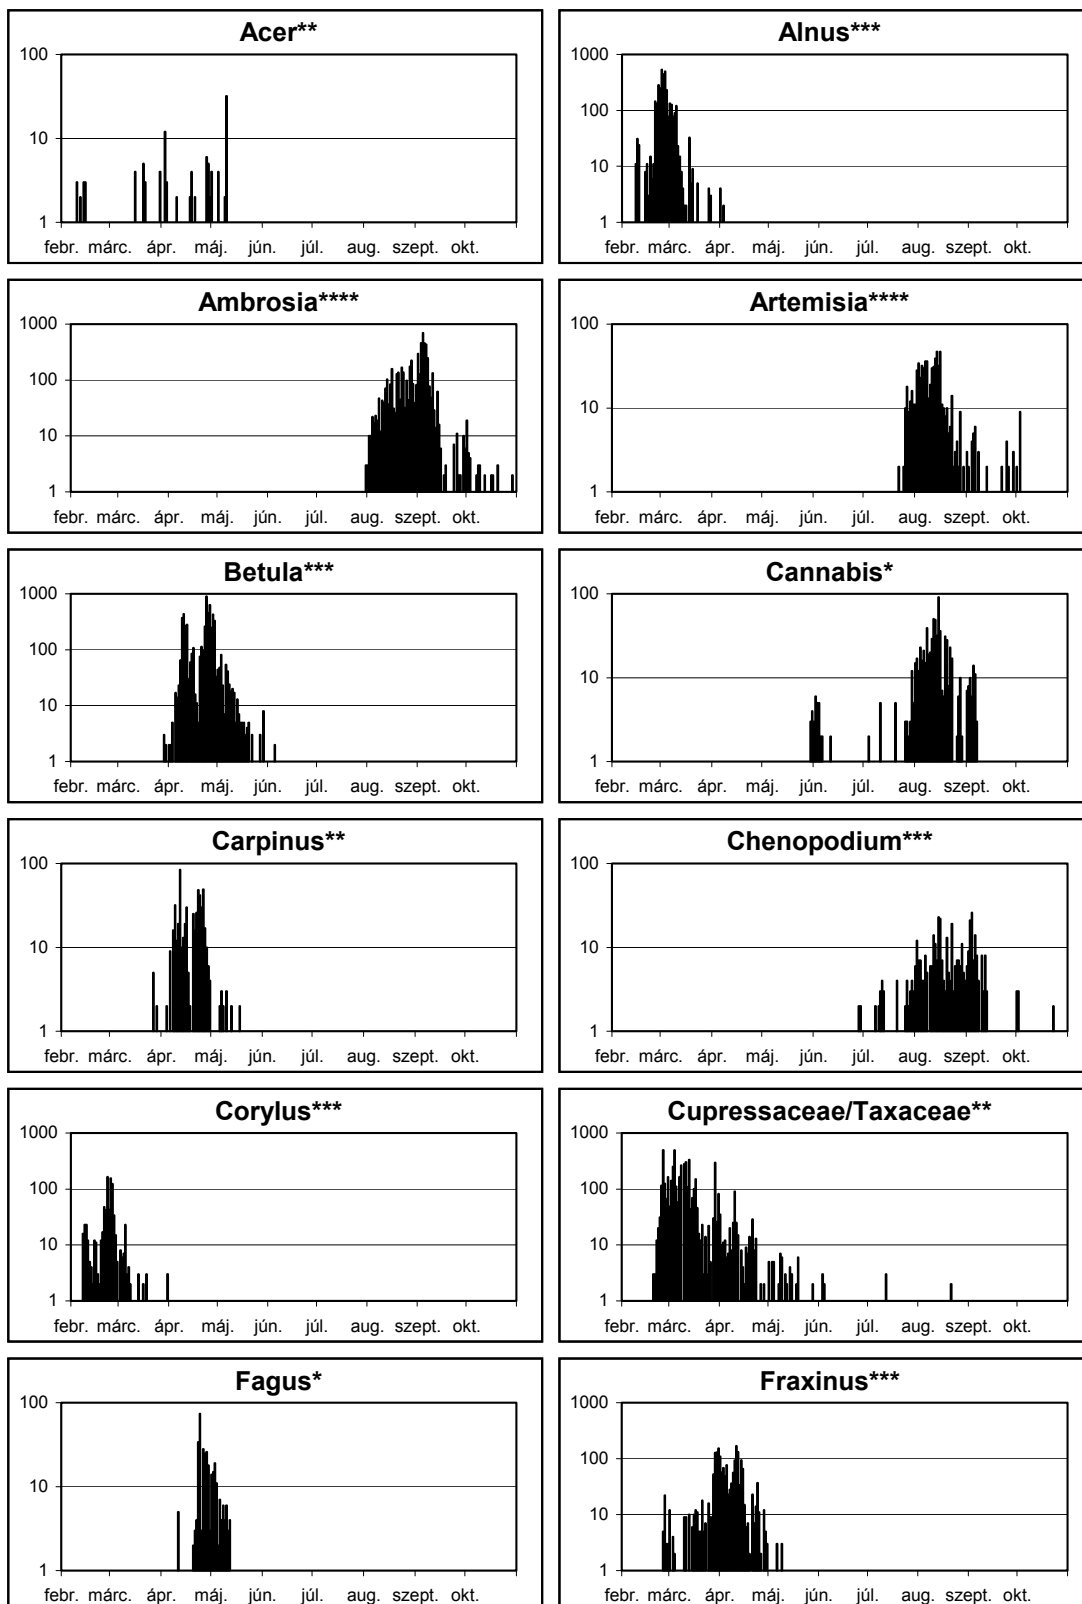 Acer**
100
10
1
febr. márc. ápr. máj. jún. júl. aug. szept. okt.
Alnus***
1000
100
10
1
febr. márc. ápr. máj. jún. júl. aug. szept. okt.
Ambrosia****
1000
100
10
1
febr. márc. ápr. máj. jún. júl. aug. szept. okt.
Artemisia****
100
10
1
febr. márc. ápr. máj. jún. júl. aug. szept. okt.
Betula***
1000
100
10
1
febr. márc. ápr. máj. jún. júl. aug. szept. okt.
Cannabis*
100
10
1
febr. márc. ápr. máj. jún. júl. aug. szept. okt.
Carpinus**
100
10
1
febr. márc. ápr. máj. jún. júl. aug. szept. okt.
Chenopodium***
100
10
1
febr. márc. ápr. máj. jún. júl. aug. szept. okt.
Corylus***
1000
100
10
1
febr. márc. ápr. máj. jún. júl. aug. szept. okt.
Cupressaceae/Taxaceae**
1000
100
10
1
febr. márc. ápr. máj. jún. júl. aug. szept. okt.
Fagus*
100
10
1
febr. márc. ápr. máj. jún. júl. aug. szept. okt.
Fraxinus***
1000
100
10
1
febr. márc. ápr. máj. jún. júl. aug. szept. okt.